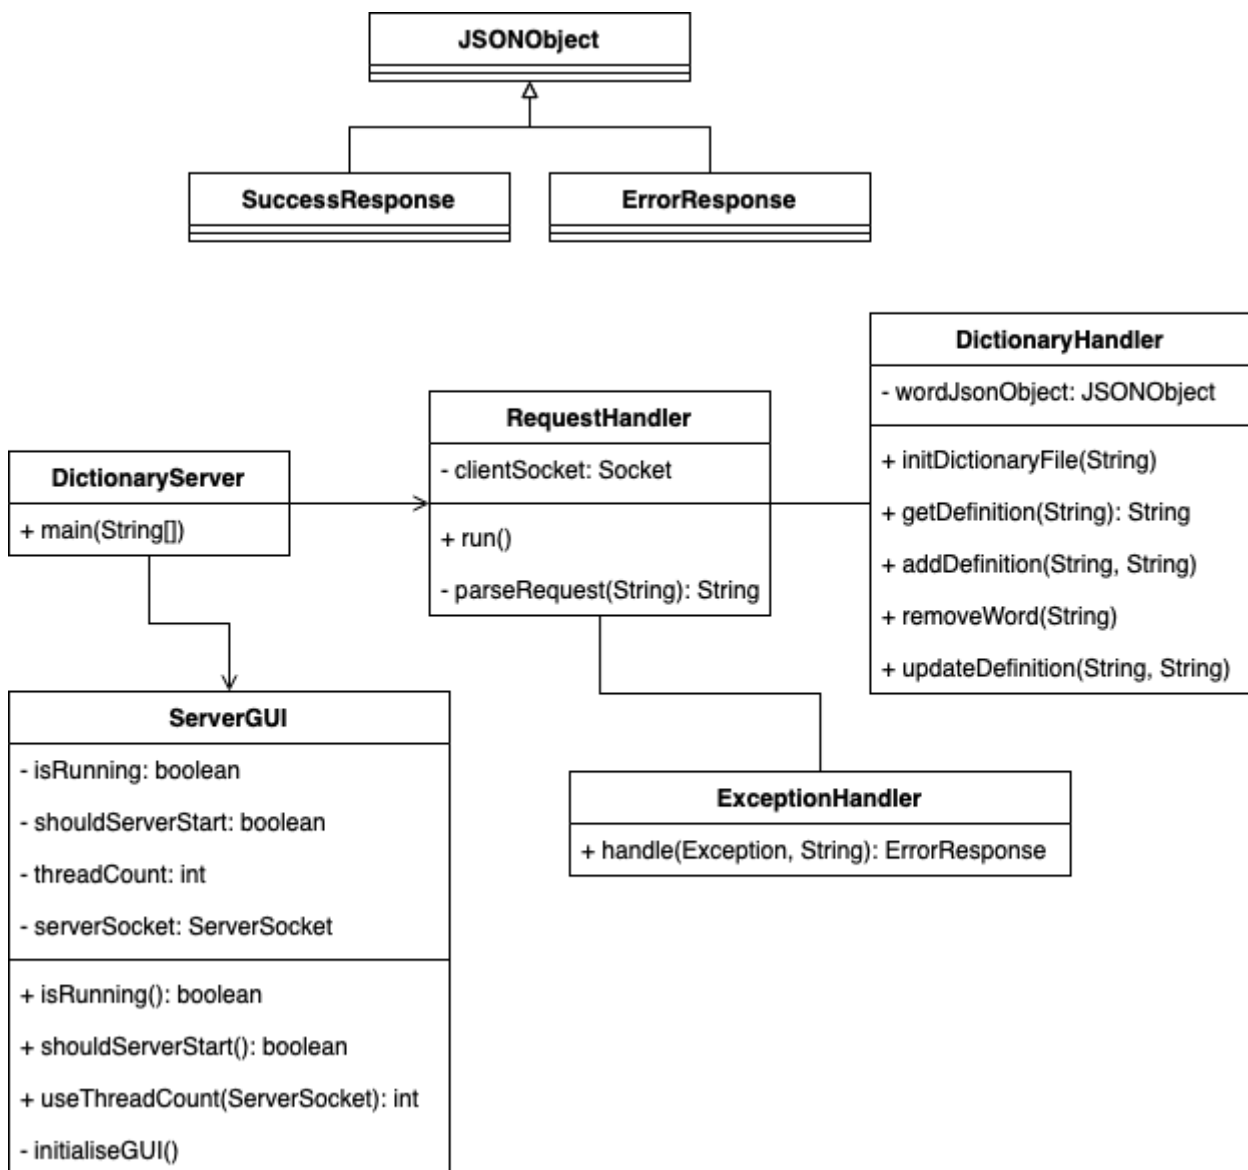 JSONObject
SuccessResponse
ErrorResponse
DictionaryHandler
- wordJsonObject: JSONObject
+ initDictionaryFile(String)
+ getDefinition(String): String
+ addDefinition(String, String)
+ removeWord(String)
+ updateDefinition(String, String)
RequestHandler
- clientSocket: Socket
+ run()
- parseRequest(String): String
DictionaryServer
+ main(String[])
ServerGUI
- isRunning: boolean
- shouldServerStart: boolean
- threadCount: int
- serverSocket: ServerSocket
+ isRunning(): boolean
+ shouldServerStart(): boolean
+ useThreadCount(ServerSocket): int
- initialiseGUI()
ExceptionHandler
+ handle(Exception, String): ErrorResponse